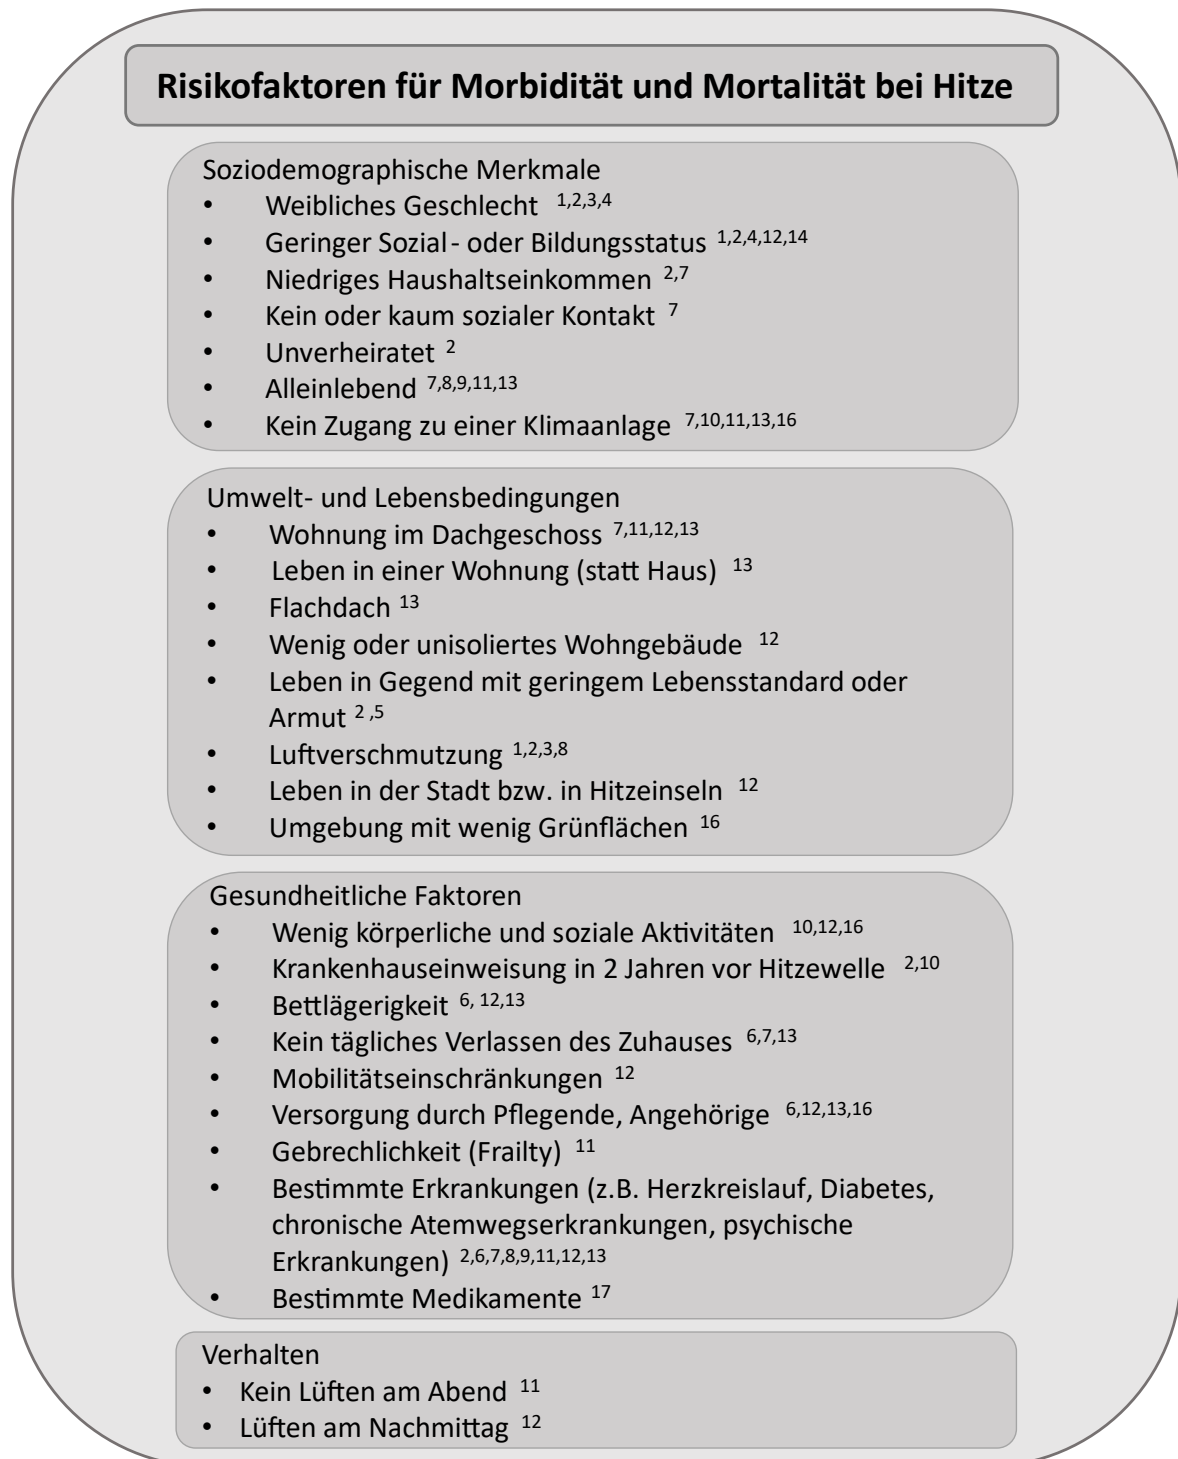 Risikofaktoren für Morbidität und Mortalität bei Hitze
Soziodemographische Merkmale
• Weibliches Geschlecht 1,2,3,4
• Geringer Sozial- oder Bildungsstatus 1,2,4,12,14
• Niedriges Haushaltseinkommen 2,7
• Kein oder kaum sozialer Kontakt 7
• Unverheiratet 2
• Alleinlebend 7,8,9,11,13
• Kein Zugang zu einer Klimaanlage 7,10,11,13,16
Umwelt- und Lebensbedingungen
• Wohnung im Dachgeschoss 7,11,12,13
• Leben in einer Wohnung (statt Haus) 13
• Flachdach 13
• Wenig oder unisoliertes Wohngebäude 12
• Leben in Gegend mit geringem Lebensstandard oder
Armut 2 ,5
• Luftverschmutzung 1,2,3,8
• Leben in der Stadt bzw. in Hitzeinseln 12
• Umgebung mit wenig Grünflächen 16
Gesundheitliche Faktoren
• Wenig körperliche und soziale Aktivitäten 10,12,16
• Krankenhauseinweisung in 2 Jahren vor Hitzewelle 2,10
• Bettlägerigkeit 6, 12,13
• Kein tägliches Verlassen des Zuhauses 6,7,13
• Mobilitätseinschränkungen 12
• Versorgung durch Pflegende, Angehörige 6,12,13,16
• Gebrechlichkeit (Frailty) 11
• Bestimmte Erkrankungen (z.B. Herzkreislauf, Diabetes,
chronische Atemwegserkrankungen, psychische
Erkrankungen) 2,6,7,8,9,11,12,13
• Bestimmte Medikamente 17
Verhalten
• Kein Lüften am Abend 11
• Lüften am Nachmittag 12